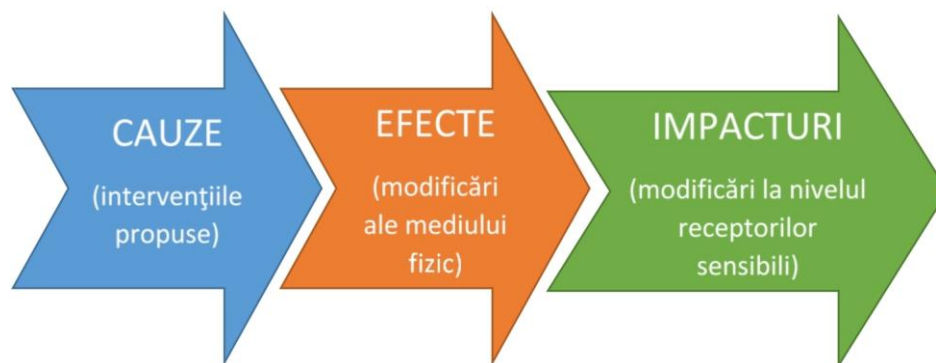 CAUZE
(intervenţiile
propuse)
EFECTE
(modificări
ale mediului
fizic)
IMPACTURI
(modificări la nivelul
receptorilor
sensibili)